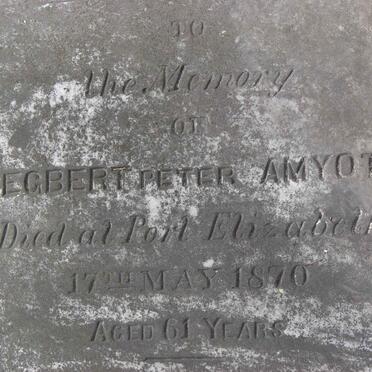 TO
the Memory
OF
EGBERT PETER AMYOT
Died at Port Elizabeth
17TH MAY 1870
AGED 61 YEARS